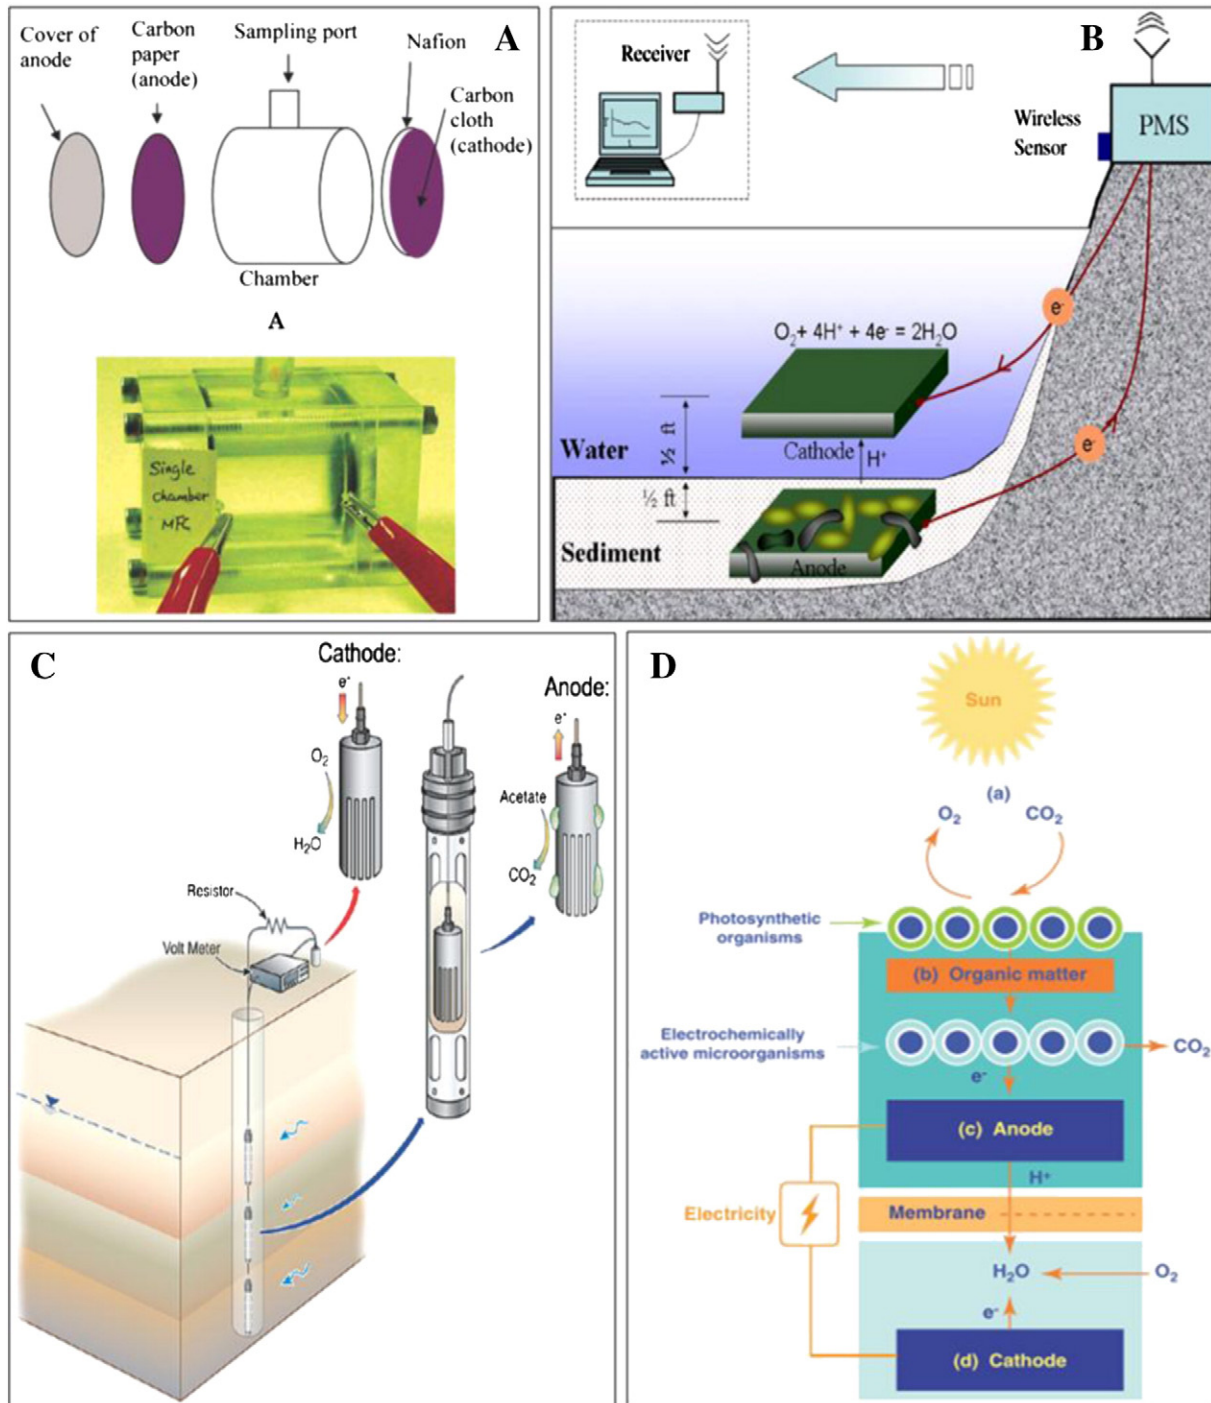 A
Cover of
anode
Carbon
paper
(anode)
Sampling port
Nafion
Carbon
cloth
(cathode)
Chamber
A
Single
chamber
MFC
B
Receiver
Wireless
Sensor
PMS
e-
O₂+ 4H⁺ + 4e⁻ = 2H₂O
½ ft
Water
Cathode
H⁺
e-
½ ft
Sediment
Anode
C
Cathode:
e-
O₂
H₂O
Anode:
e-
Acetate
CO₂
Resistor
Volt Meter
D
Sun
(a)
O₂
CO₂
Photosynthetic
organisms
(b) Organic matter
Electrochemically
active microorganisms
CO₂
e-
(c) Anode
H⁺
Electricity
Membrane
H₂O
O₂
e-
(d) Cathode